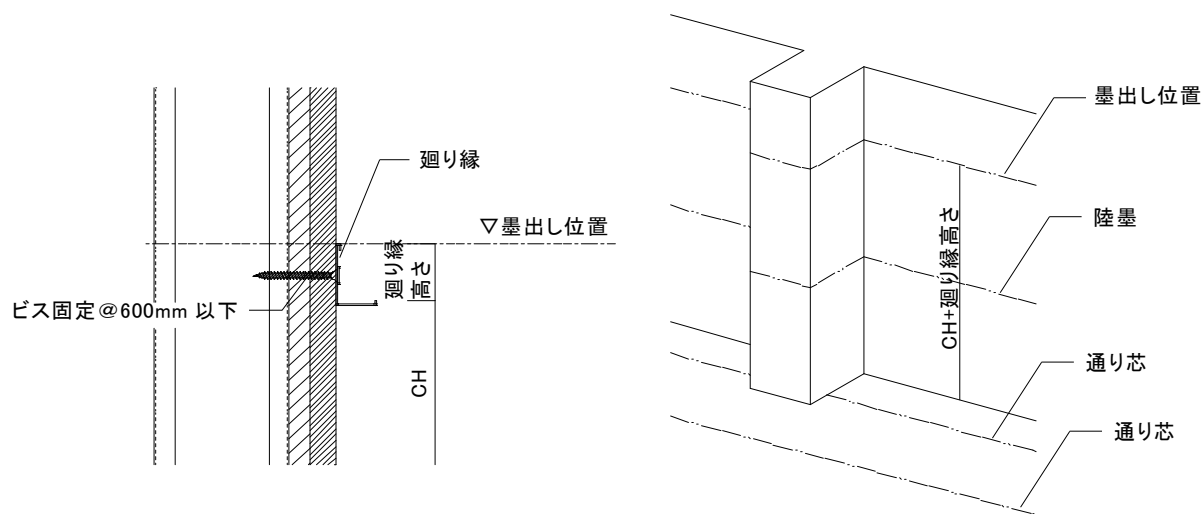 廻り縁
▽墨出し位置
廻り縁
高さ
ビス固定@600mm 以下
CH
墨出し位置
陸墨
CH+廻り縁高さ
通り芯
通り芯